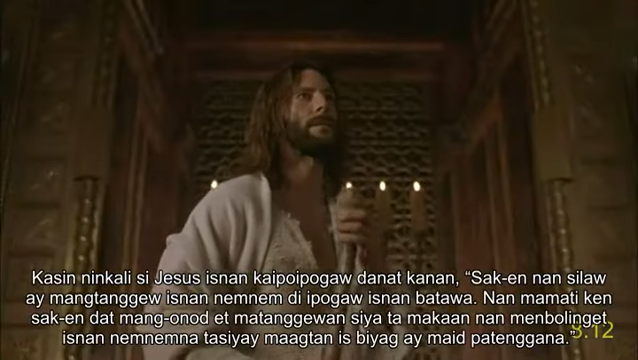 Kasin ninkali si Jesus isnan kaipoipogaw danat kanan, “Sak-en nan silaw
ay mangtanggew isnan nemnem di ipogaw isnan batawa. Nan mamati ken
sak-en dat mang-onod et matanggewan siya ta makaan nan menbolinget
isnan nemnemna tasiyay maagtan is biyag ay maid patenggana.”
8.12